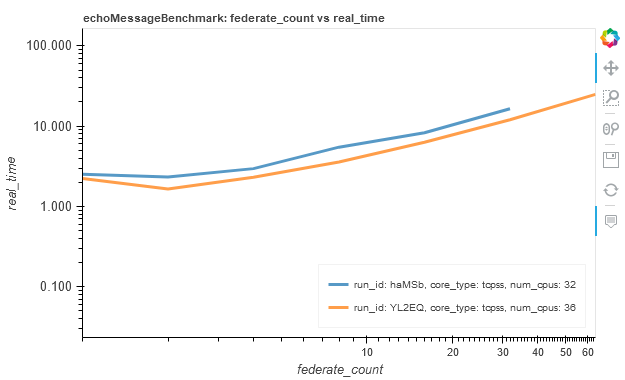 echoMessageBenchmark: federate_count vs real_time
100.000
10.000
1.000
0.100
real_time
run_id: haMSb, core_type: tcpss, num_cpus: 32
run_id: YL2EQ, core_type: tcpss, num_cpus: 36
10 20 30 40 50 60
federate_count